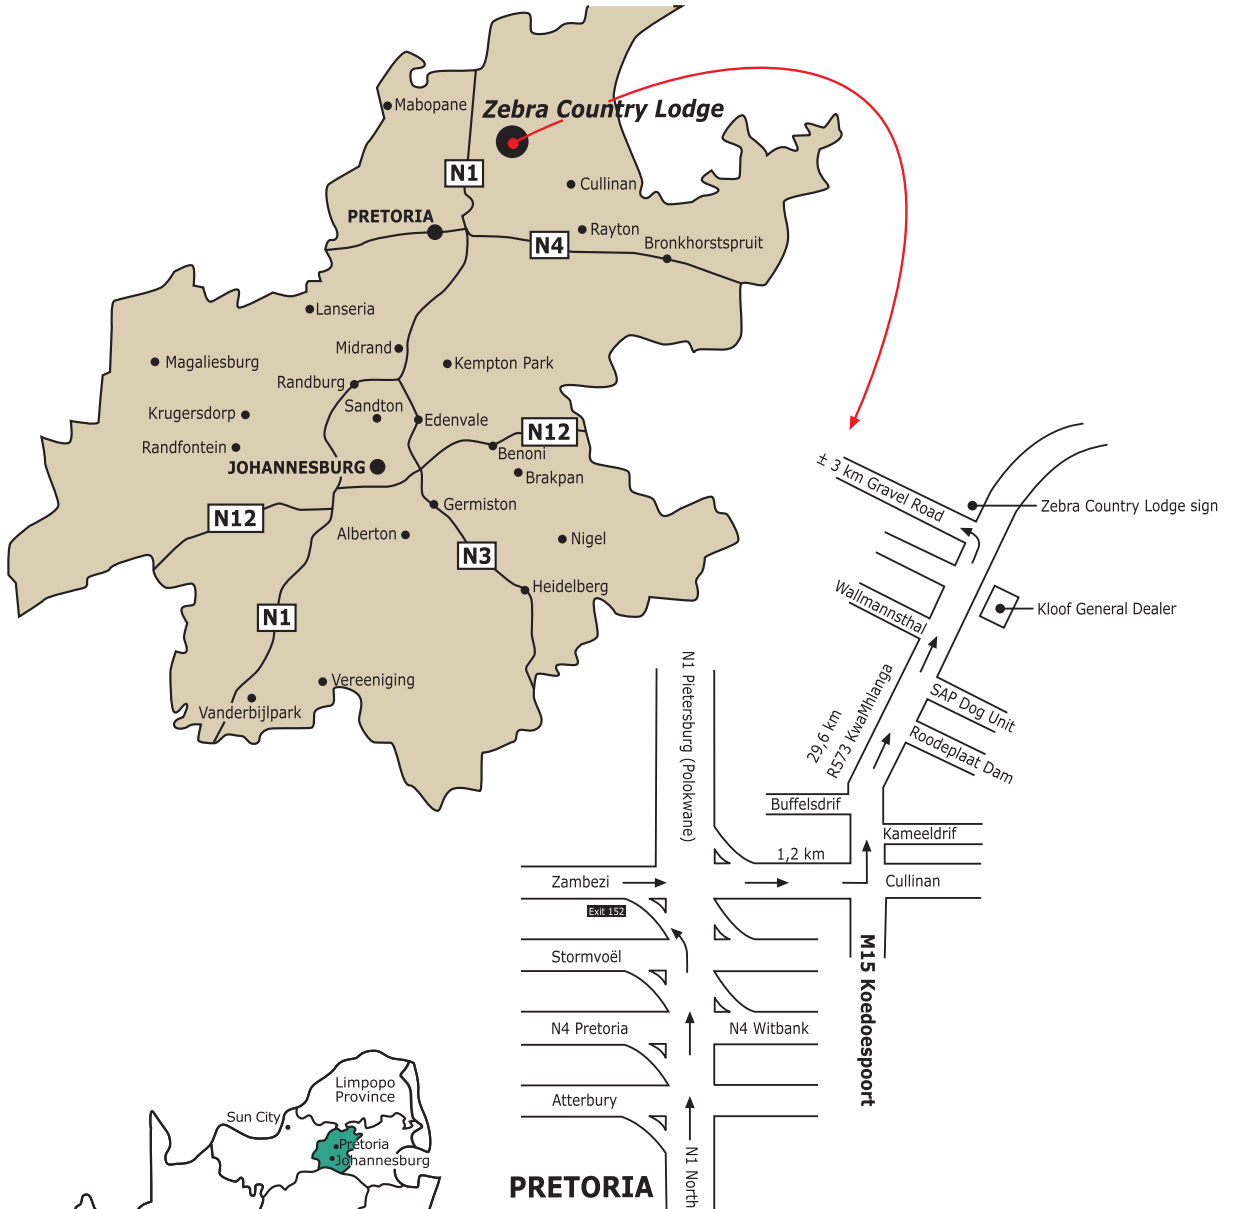 Mabopane
Zebra Country Lodge
N1
Cullinan
PRETORIA
Rayton
N4
Bronkhorstspruit
Lanseria
Midrand
Magaliesburg
Kempton Park
Randburg
Sandton
Krugersdorp
Edenvale
N12
Randfontein
Benoni
JOHANNESBURG
Brakpan
Germiston
N12
Alberton
Nigel
N3
Heidelberg
N1
Vereeniging
Vanderbijlpark
± 3 km Gravel Road
Zebra Country Lodge sign
Wallmannsthal
Kloof General Dealer
29,6 km
R573 KwaMhlanga
SAP Dog Unit
Roodeplaat Dam
N1 Pietersburg (Polokwane)
Buffelsdrif
Kameeldrif
1,2 km
Zambezi
Cullinan
Exit 152
Stormvoël
M15 Koedoespoort
N4 Pretoria
N4 Witbank
Atterbury
N1 North
PRETORIA
Limpopo
Province
Sun City
Pretoria
Johannesburg